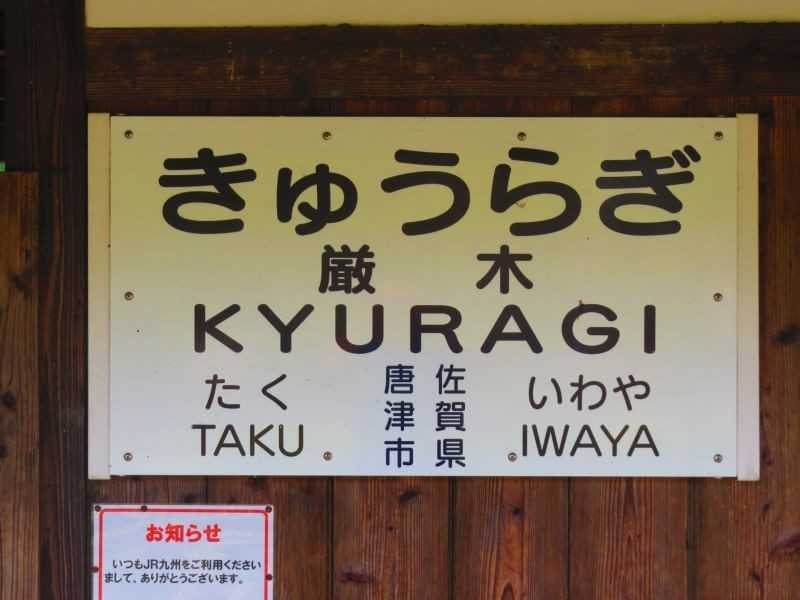 きゅうらぎ
厳木
KYURAGI
たく
TAKU
佐賀県
唐津市
いわや
IWAYA
お知らせ
いつもJR九州をご利用ください
まして、ありがとうございます。